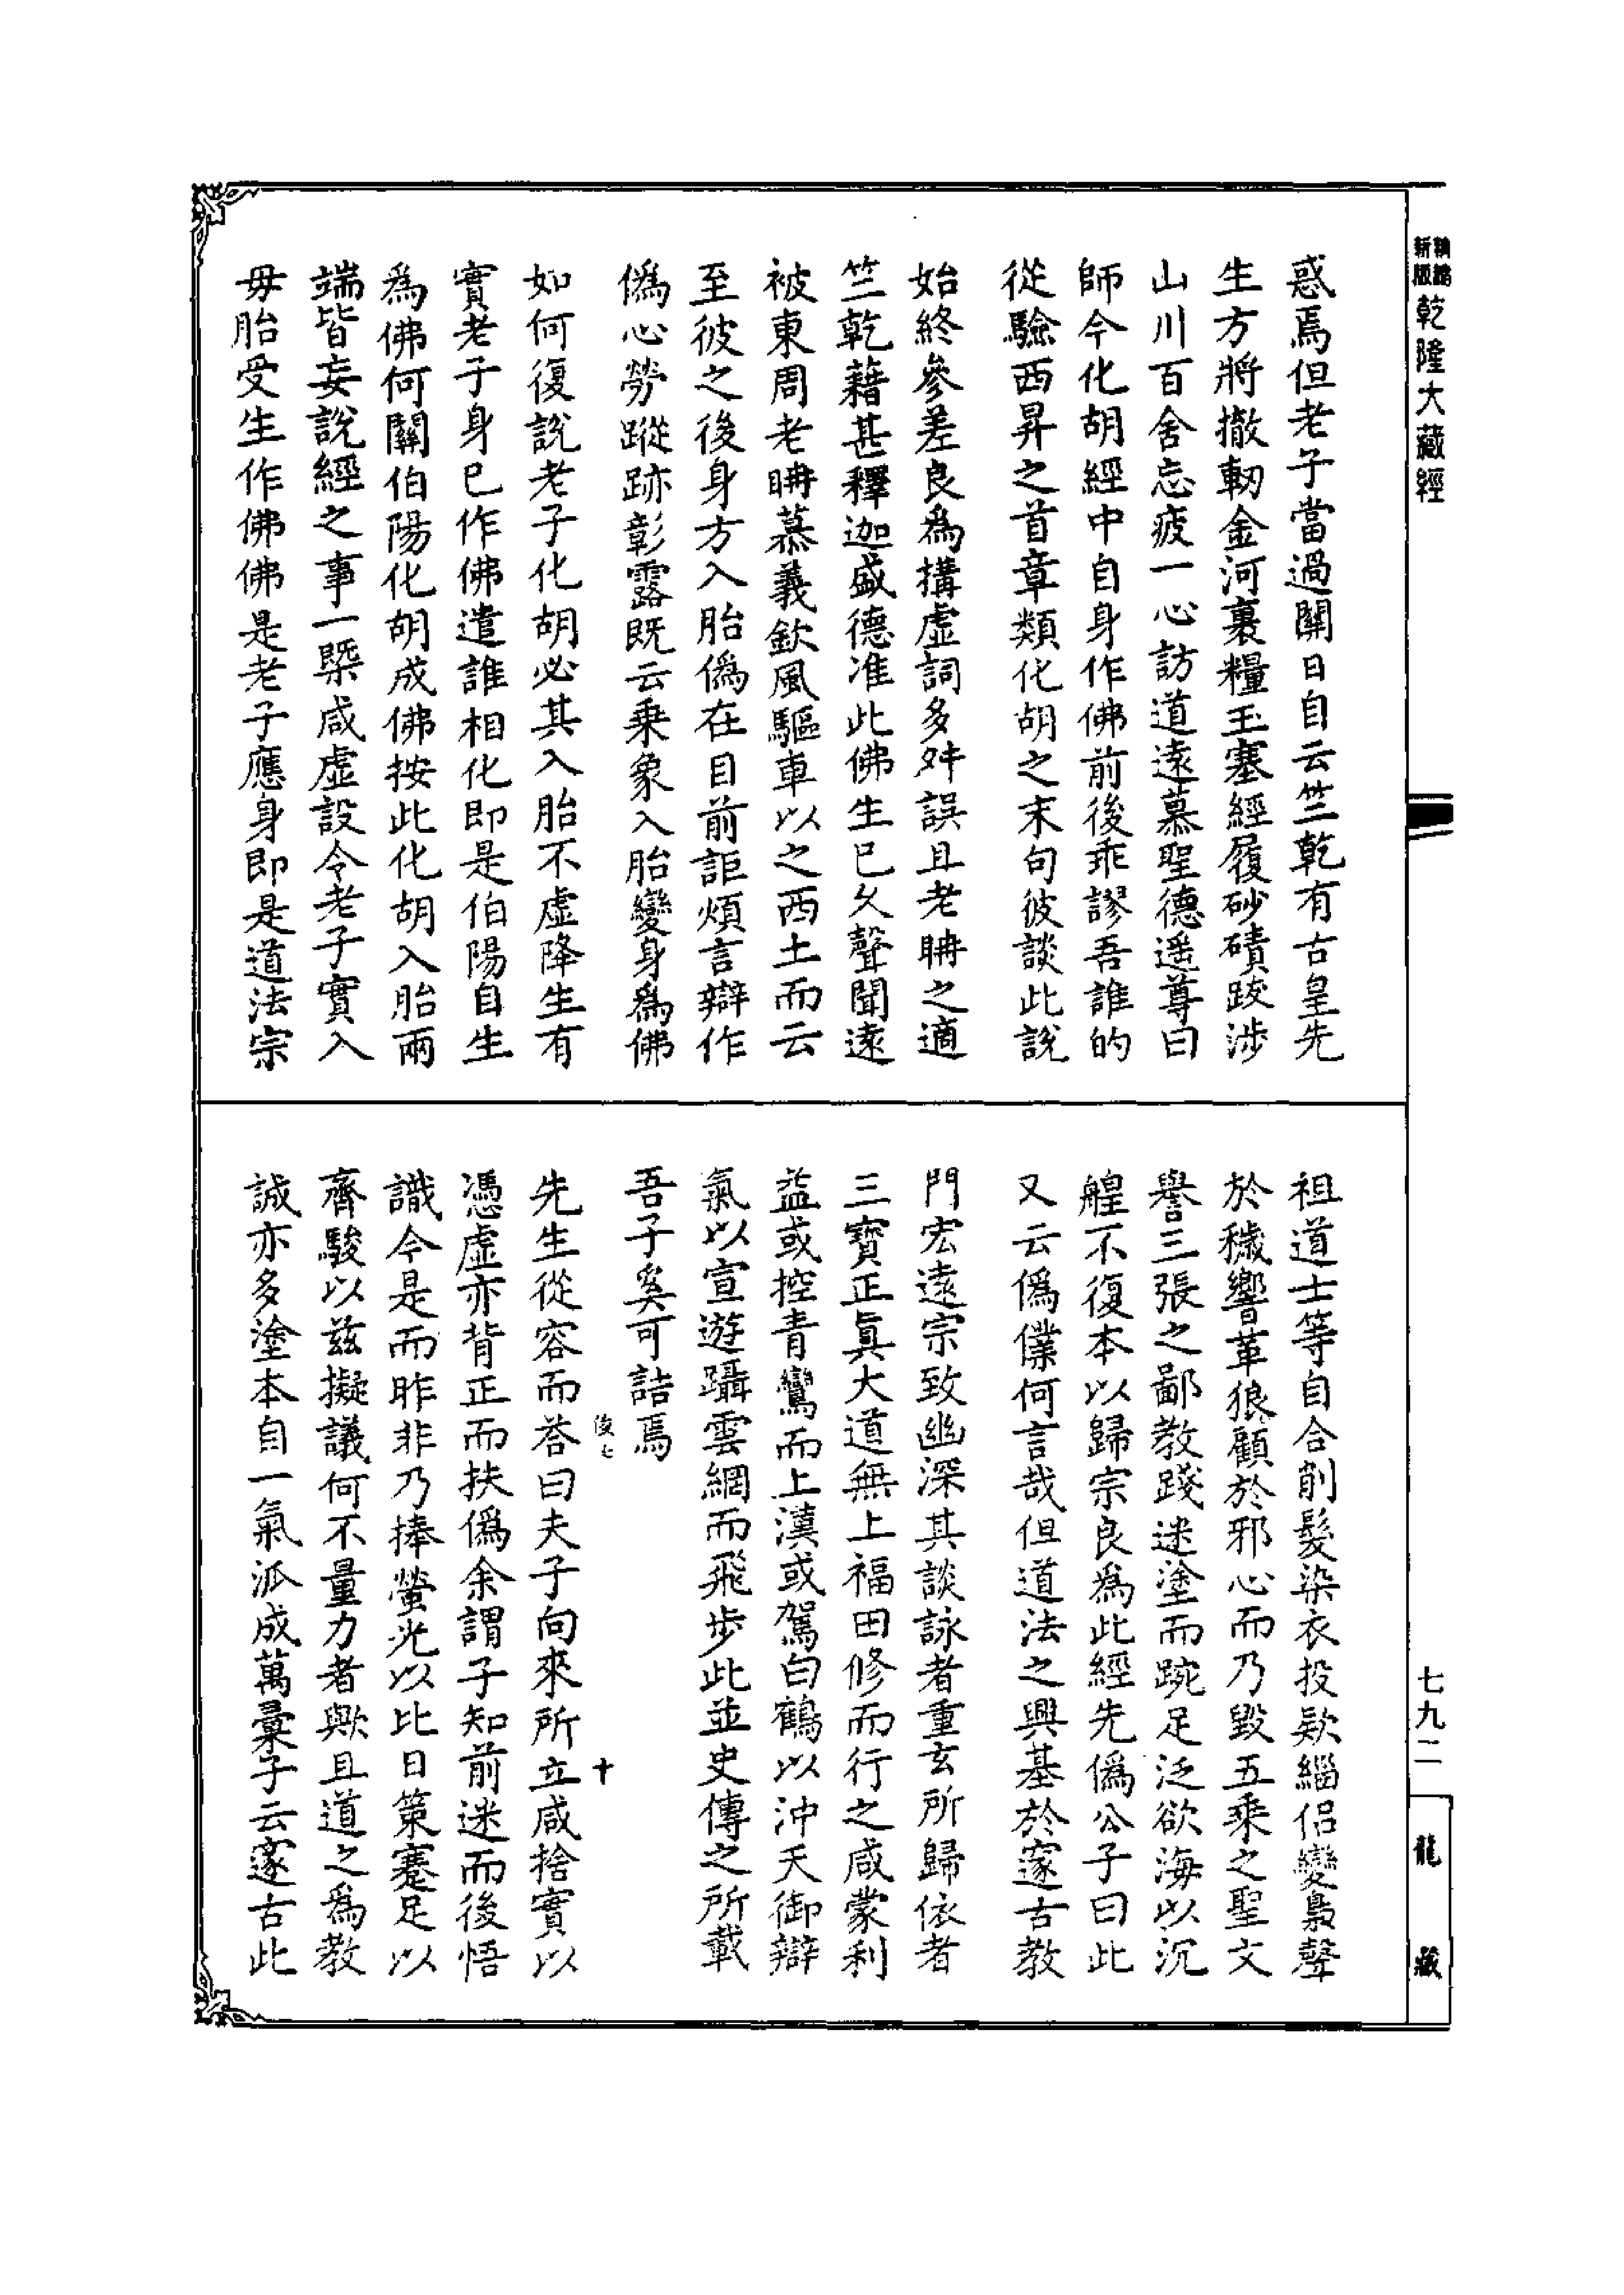 新版精縮乾隆大藏經
惑焉但老子當過關日自云竺乾有古皇先
生方將撤軔金河裹糧玉塞經履砂磧跋涉
山川百舍忘疲一心訪道遠慕聖德遥尊曰
師今化胡經中自身作佛前後乖謬吾誰的
從驗西昇之首章類化胡之末句彼談此說
始終參差良為搆虛詞多舛誤且老聃之適
竺乾藉甚釋迦盛德准此佛生已久聲聞遠
被東周老聃慕義欽風驅車以之西土而云
至彼之後身方入胎偽在目前詎煩言辯作
偽心勞蹤跡彰露既云乗象入胎變身為佛
如何復說老子化胡必其入胎不虛降生有
實老子身已作佛遣誰相化即是伯陽自生
為佛何關伯陽化胡成佛按此化胡入胎兩
端皆妄說經之事一槩咸虛設令老子實入
毋胎受生作佛佛是老子應身即是道法宗
祖道士等自合削髮染衣投欵緇侣變梟聲
於穢響革狼顧於邪心而乃毀五乘之聖文
譽三張之鄙教踐迷塗而踠足泛欲海以沉
艎不復本以歸宗良為此經先偽公子曰此
又云偽僕何言哉但道法之興基於邃古教
門宏遠宗致幽深其談詠者重玄所歸依者
三寶正眞大道無上福田修而行之咸蒙利
益或控青鸞而上漢或駕白鶴以沖天御辯
氣以宣遊躡雲網而飛步此並史傳之所載
吾子奚可詰焉
俊七
十
先生從容而荅曰夫子向來所立咸捨實以
憑虛亦背正而扶偽余謂子知前迷而後悟
識今是而昨非乃捧螢光以比日策蹇足以
齊駿以兹擬議何不量力者歟且道之為教
誠亦多塗本自一氣派成萬彙子云邃古此
七九二
龍藏